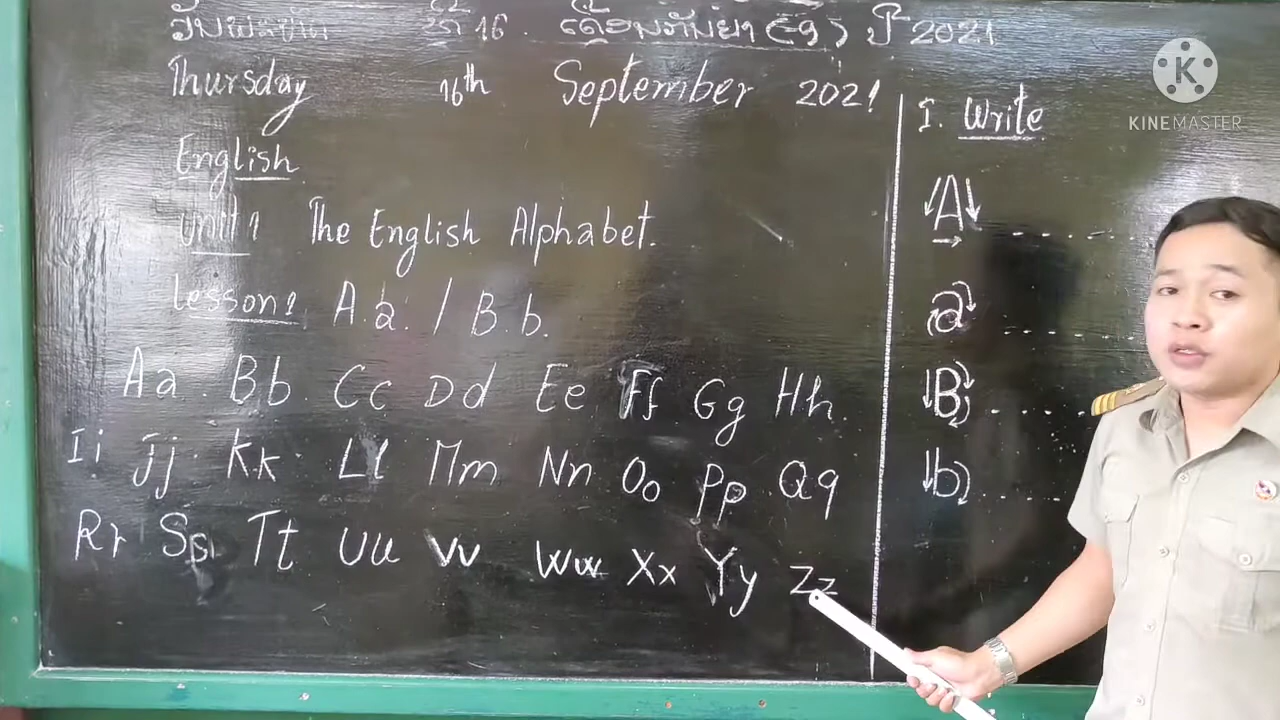 ວັນພະຫັດ ທີ 16 ເດືອນກັນຍາ (9) ປີ 2021
Thursday 16th September 2021
English
Unit 1 The English Alphabet.
Lesson 1 A.a. / B.b.
Aa Bb Cc Dd Ee Ff Gg Hh
Ii Jj Kk Ll Mm Nn Oo Pp Qq
Rr Ss Tt Uu Vv Ww Xx Yy Zz
I. Write
A
a
B
b
K
KINEMASTER